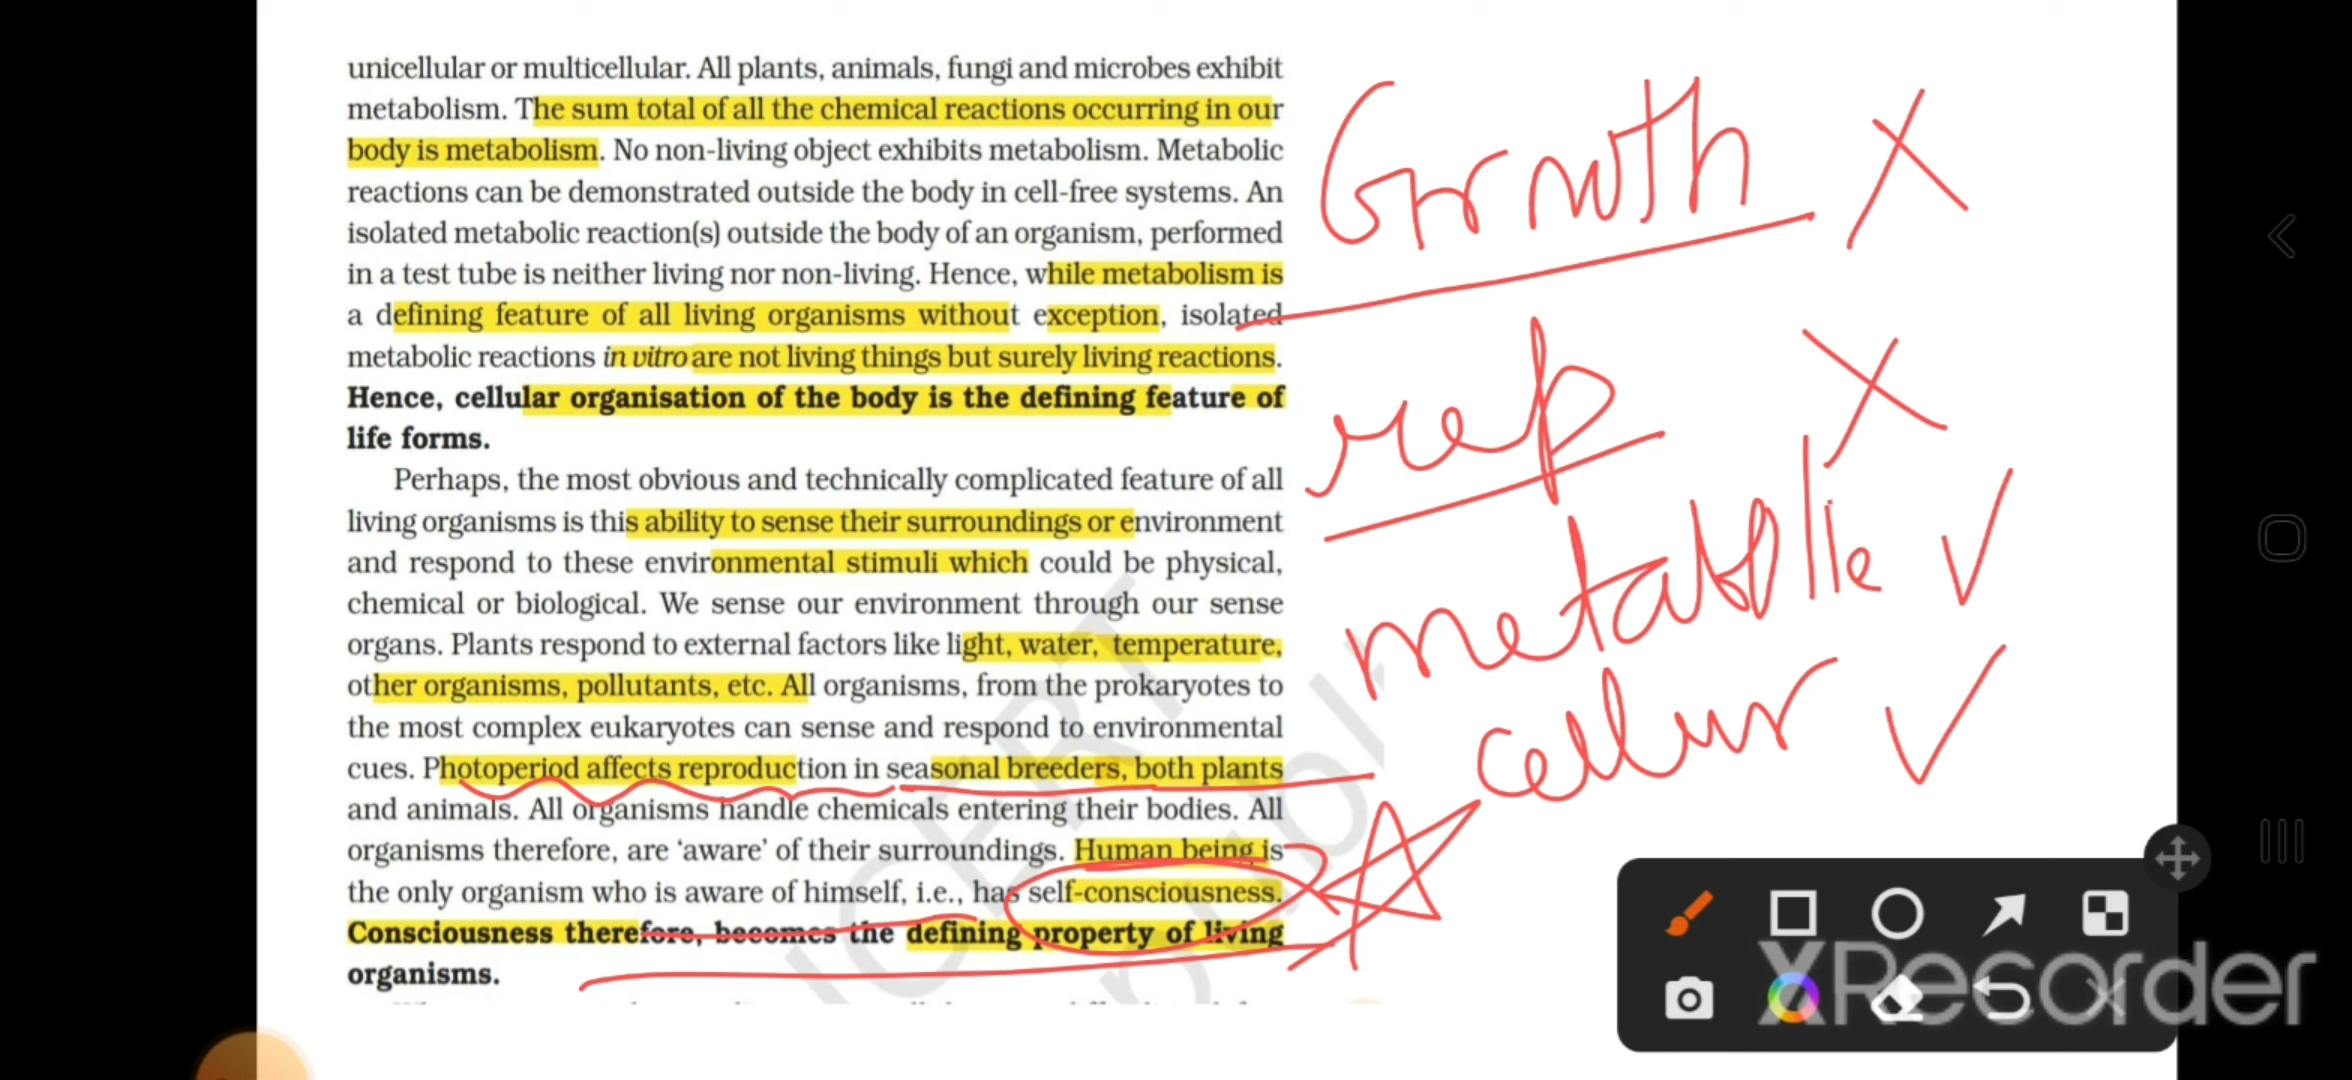 unicellular or multicellular. All plants, animals, fungi and microbes exhibit
metabolism. The sum total of all the chemical reactions occurring in our
body is metabolism. No non-living object exhibits metabolism. Metabolic
reactions can be demonstrated outside the body in cell-free systems. An
isolated metabolic reaction(s) outside the body of an organism, performed
in a test tube is neither living nor non-living. Hence, while metabolism is
a defining feature of all living organisms without exception, isolated
metabolic reactions in vitro are not living things but surely living reactions.
Hence, cellular organisation of the body is the defining feature of
life forms.
Perhaps, the most obvious and technically complicated feature of all
living organisms is this ability to sense their surroundings or environment
and respond to these environmental stimuli which could be physical,
chemical or biological. We sense our environment through our sense
organs. Plants respond to external factors like light, water, temperature,
other organisms, pollutants, etc. All organisms, from the prokaryotes to
the most complex eukaryotes can sense and respond to environmental
cues. Photoperiod affects reproduction in seasonal breeders, both plants
and animals. All organisms handle chemicals entering their bodies. All
organisms therefore, are ‘aware’ of their surroundings. Human being is
the only organism who is aware of himself, i.e., has self-consciousness.
Consciousness therefore, becomes the defining property of living
organisms.
Growth
rep
XRecorder